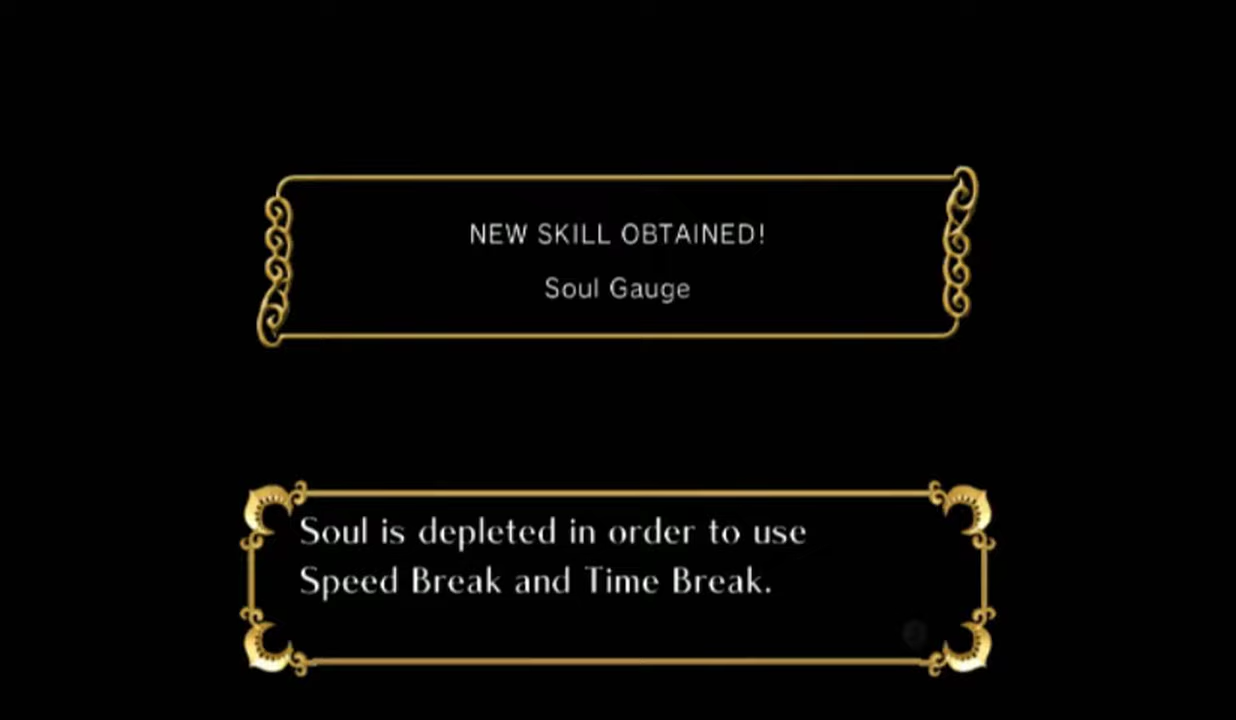 NEW SKILL OBTAINED!
Soul Gauge
Soul is depleted in order to use
Speed Break and Time Break.